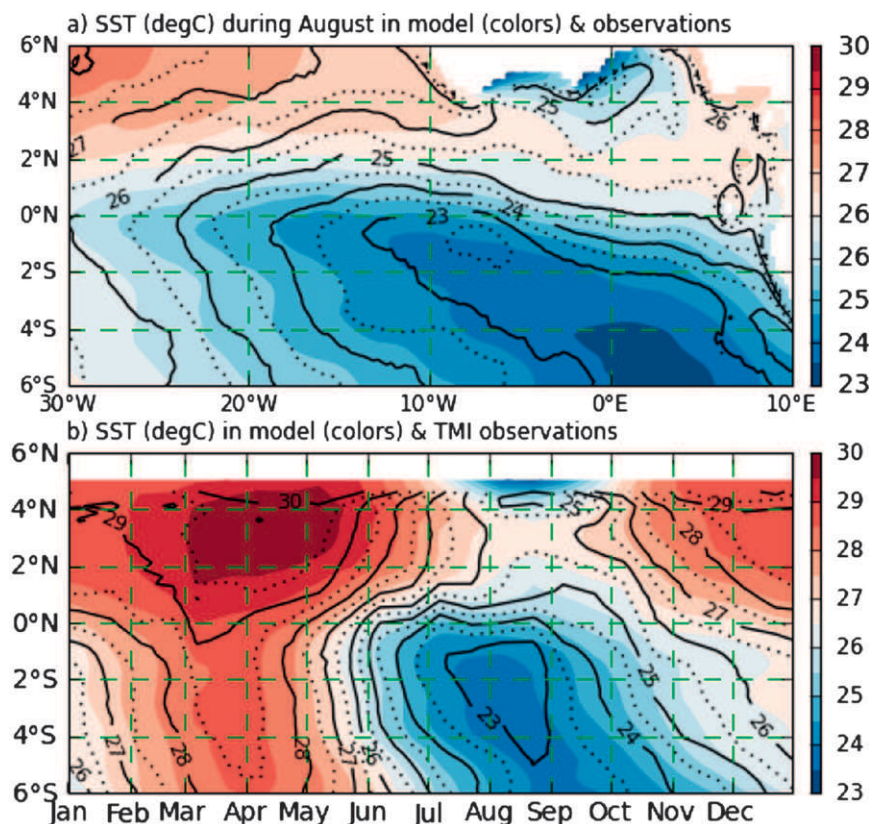 a) SST (degC) during August in model (colors) & observations
6°N
4°N
2°N
0°N
2°S
4°S
6°S
30°W 20°W 10°W 0°E 10°E
27
26
25
23
24
25
26
30
29
28
27
26
26
25
24
23
b) SST (degC) in model (colors) & TMI observations
6°N
4°N
2°N
0°N
2°S
4°S
6°S
Jan Feb Mar Apr May Jun Jul Aug Sep Oct Nov Dec
29
30
25
29
28
27
26
27
28
28
27
26
23
24
25
26
30
29
28
27
26
26
25
24
23